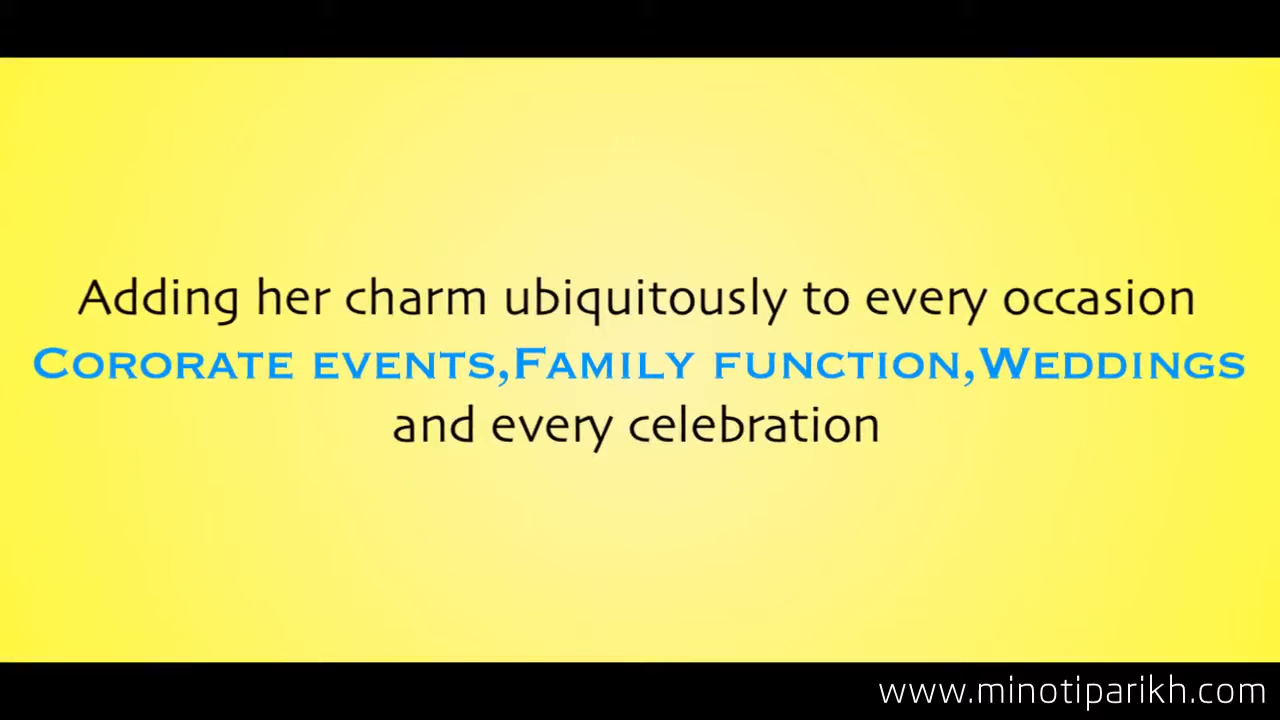 Adding her charm ubiquitously to every occasion
Cororate events,Family function,Weddings
and every celebration
www.minotiparikh.com